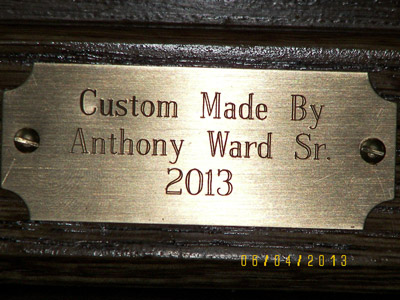 Custom Made By
Anthony Ward Sr.
2013
06/04/2013